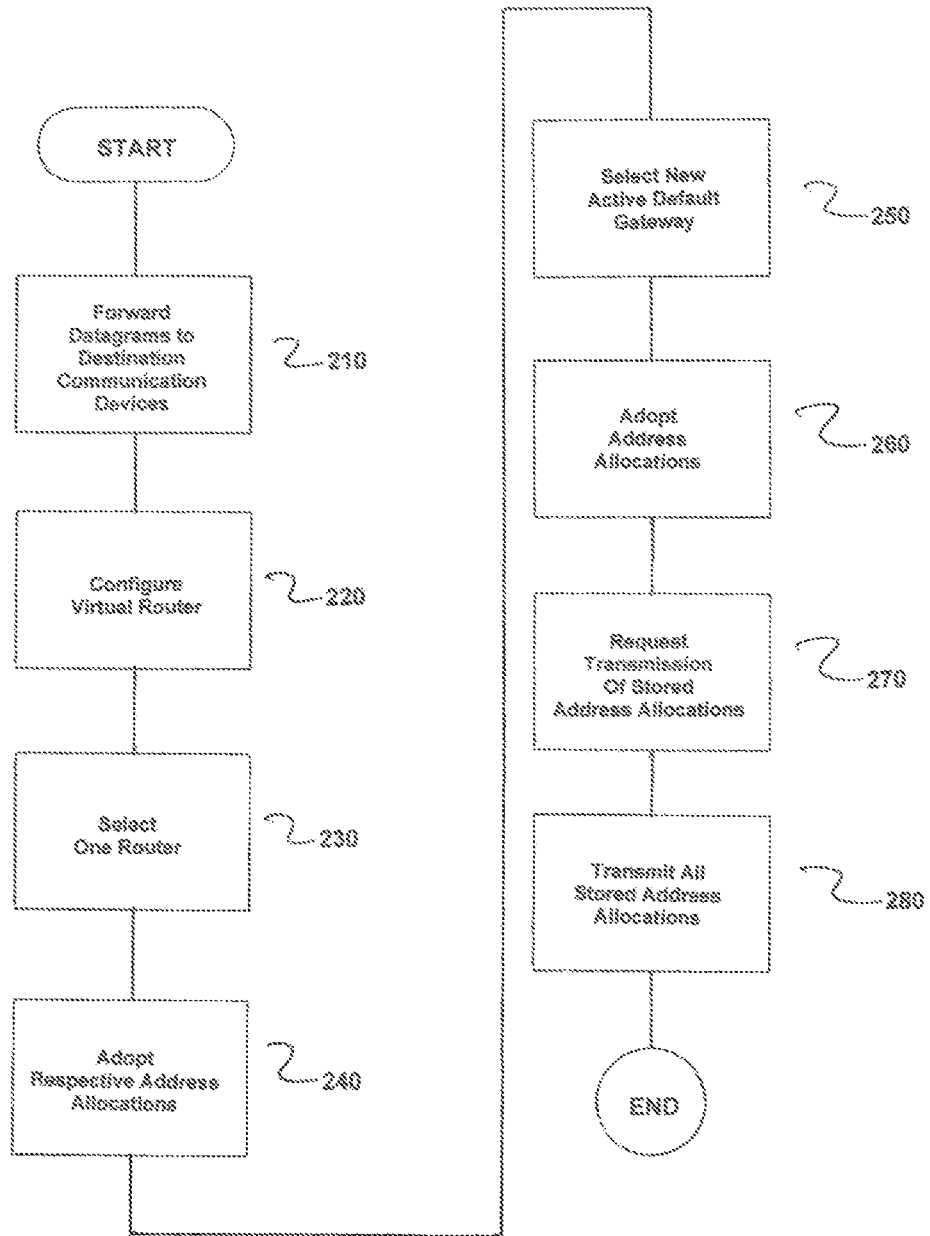 START
Forward
Datagrams to
Destination
Communication
Devices
210
Configure
Virtual Router
220
Select
One Router
230
Adopt
Respective Address
Allocations
240
Select New
Active Default
Gateway
250
Adopt
Address
Allocations
260
Request
Transmission
Of Stored
Address Allocations
270
Transmit All
Stored Address
Allocations
280
END